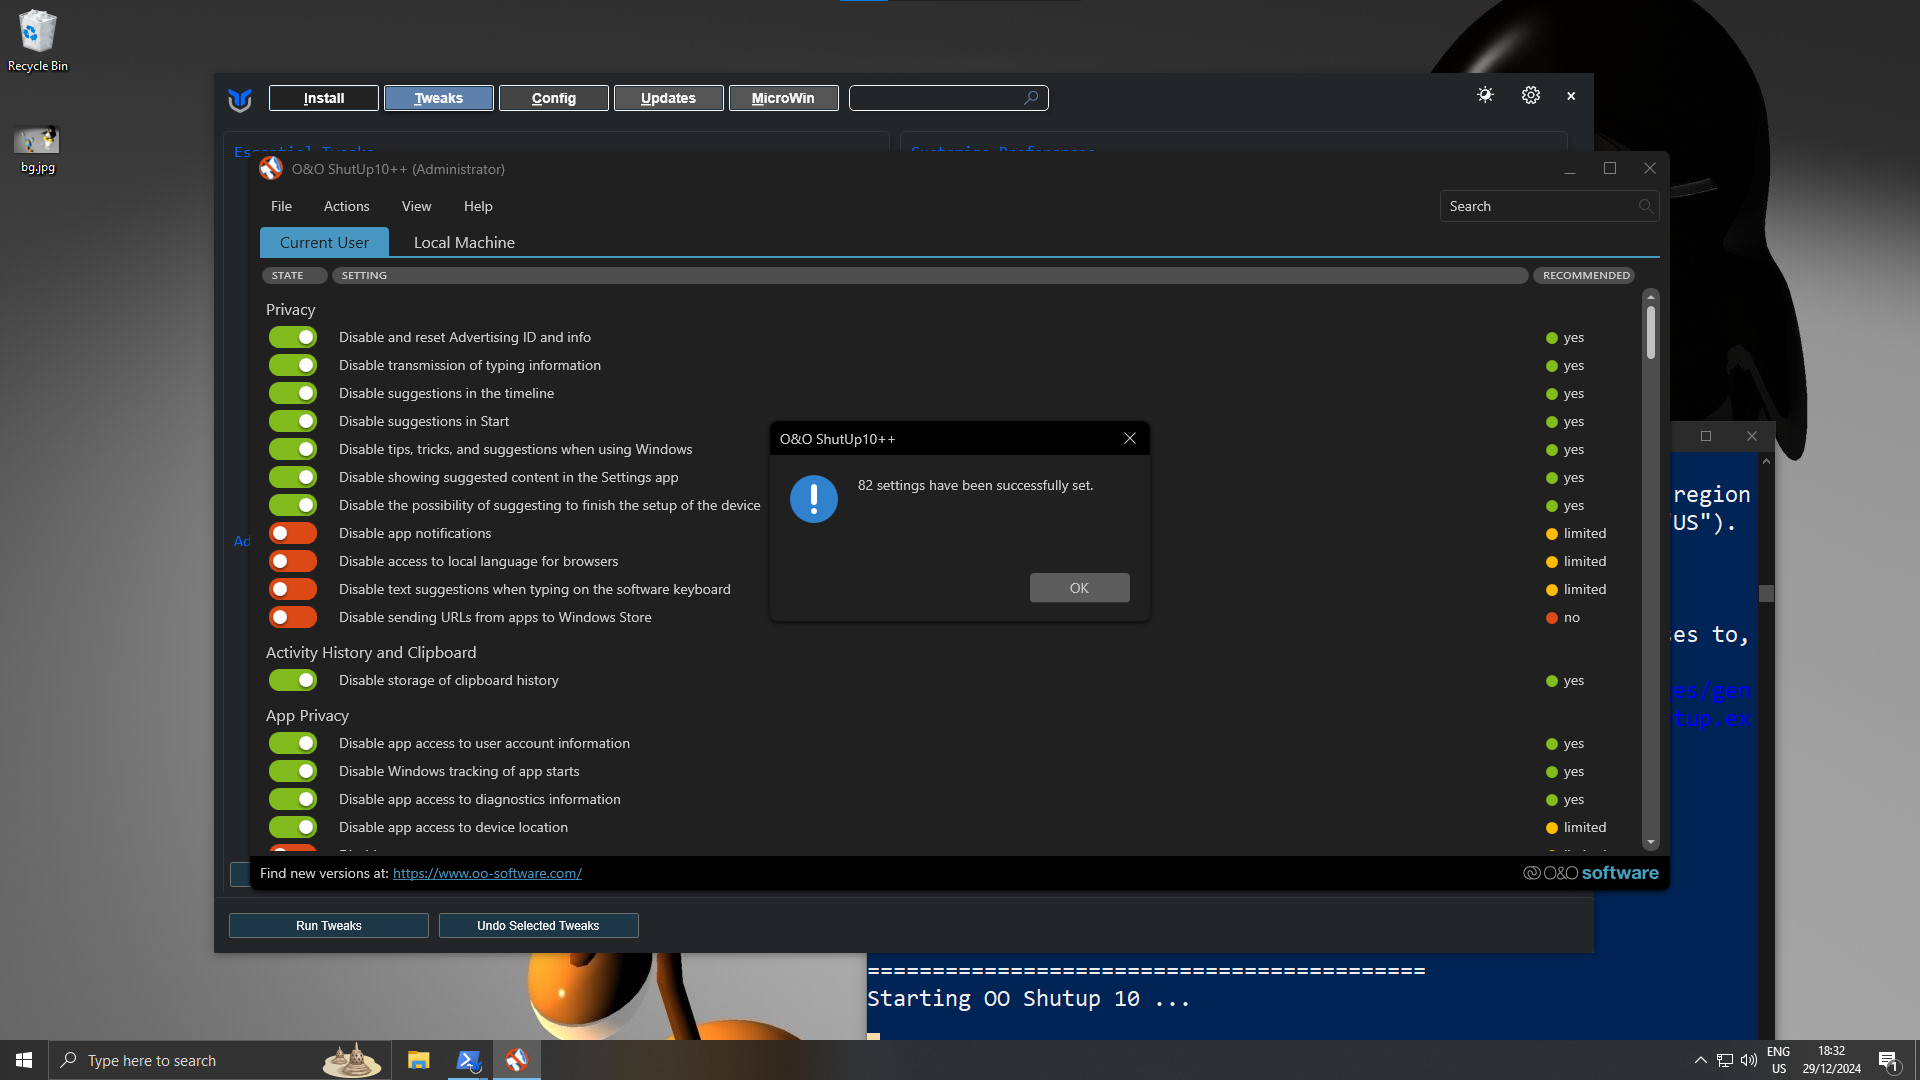 Recycle Bin
bg.jpg
Install
Tweaks
Config
Updates
MicroWin
Essential Tweaks
Customize Preferences
O&O ShutUp10++ (Administrator)
File
Actions
View
Help
Search
Current User
Local Machine
STATE
SETTING
RECOMMENDED
Privacy
Disable and reset Advertising ID and info
yes
Disable transmission of typing information
yes
Disable suggestions in the timeline
yes
Disable suggestions in Start
yes
Disable tips, tricks, and suggestions when using Windows
yes
Disable showing suggested content in the Settings app
yes
Disable the possibility of suggesting to finish the setup of the device
yes
Disable app notifications
limited
Disable access to local language for browsers
limited
Disable text suggestions when typing on the software keyboard
limited
Disable sending URLs from apps to Windows Store
no
Activity History and Clipboard
Disable storage of clipboard history
yes
App Privacy
Disable app access to user account information
yes
Disable Windows tracking of app starts
yes
Disable app access to diagnostics information
yes
Disable app access to device location
limited
Find new versions at: https://www.oo-software.com/
O&O software
O&O ShutUp10++
82 settings have been successfully set.
OK
Ad
region
US").
es to,
es/gen
tup.ex
Run Tweaks
Undo Selected Tweaks
==========================================
Starting OO Shutup 10 ...
Type here to search
ENG
US
18:32
29/12/2024
1